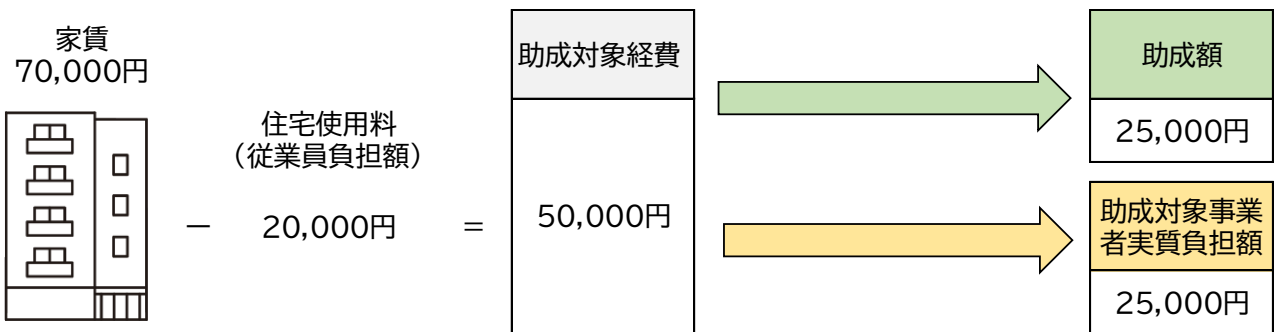 家賃
70,000円
住宅使用料
（従業員負担額）
－
20,000円
＝
助成対象経費
50,000円
助成額
25,000円
助成対象事業
者実質負担額
25,000円